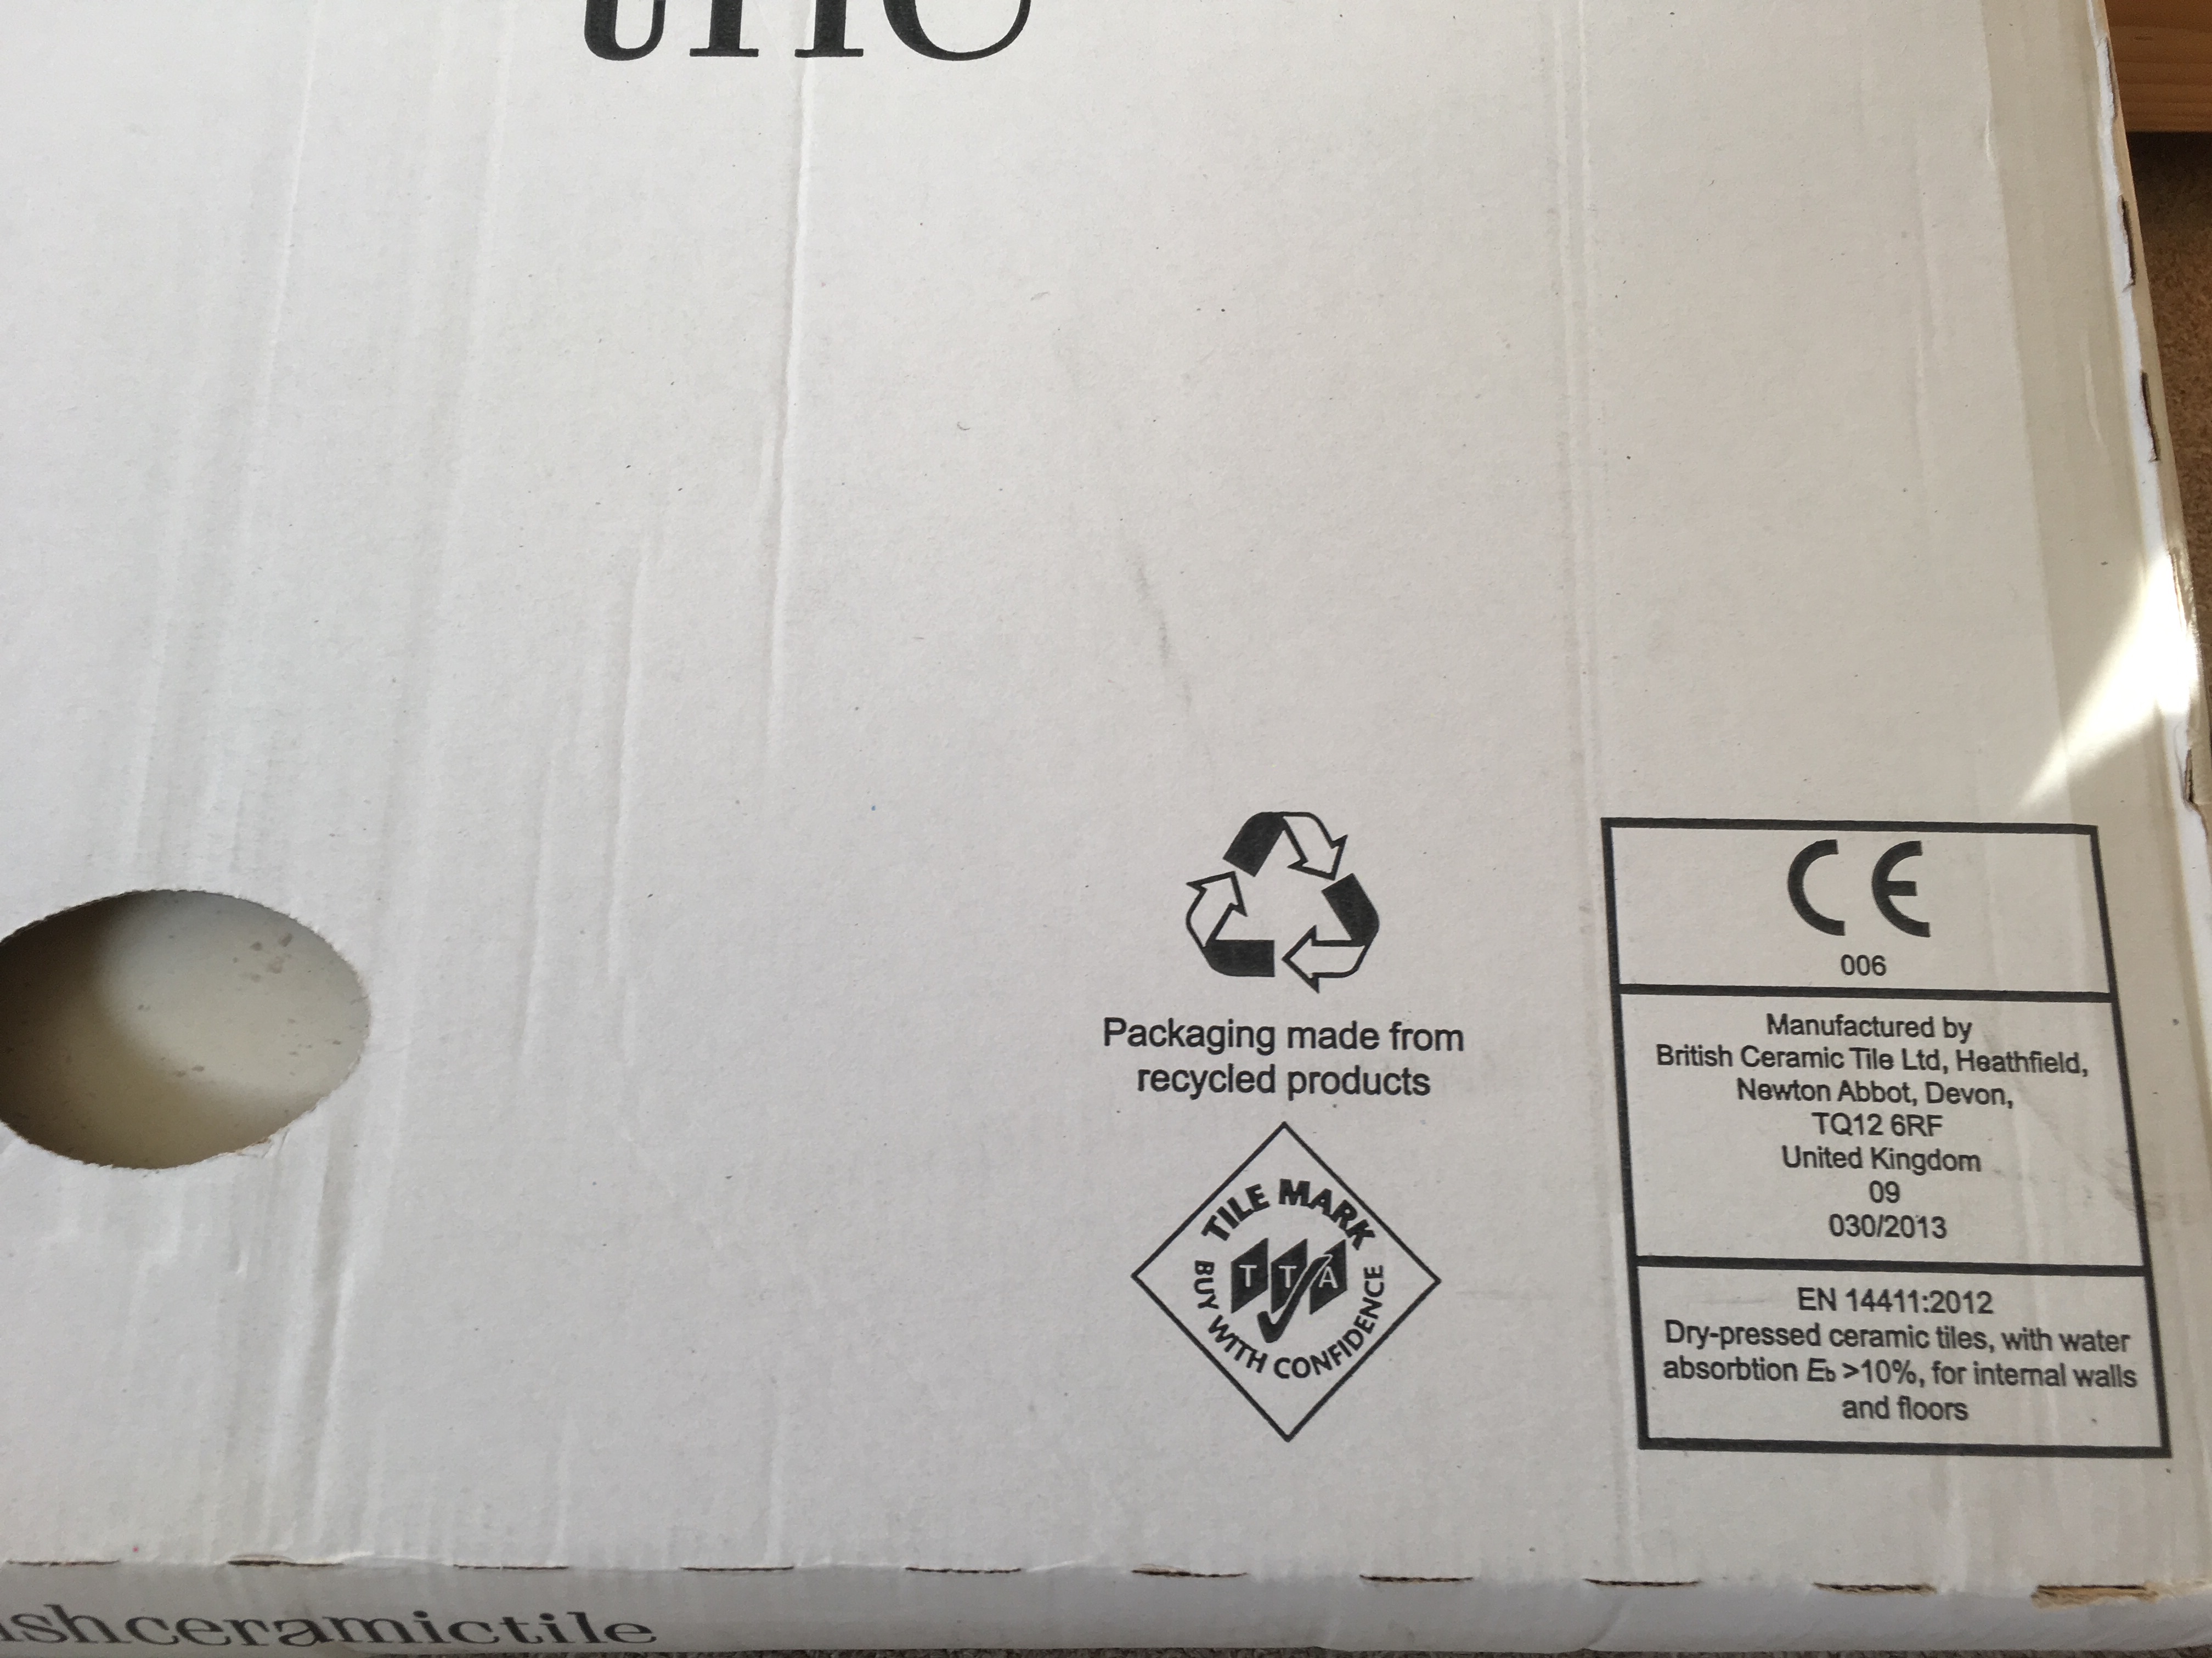 tile
Packaging made from
recycled products
TILE MARK
TTA
BUY WITH CONFIDENCE
CE
006
Manufactured by
British Ceramic Tile Ltd, Heathfield,
Newton Abbot, Devon,
TQ12 6RF
United Kingdom
09
030/2013
EN 14411:2012
Dry-pressed ceramic tiles, with water
absorbtion Eb >10%, for internal walls
and floors
ishceramictile